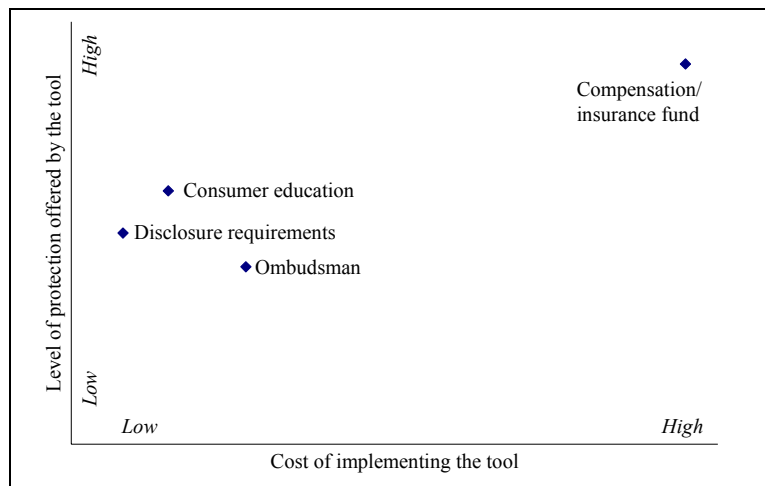 Level of protection offered by the tool
High
Low
Compensation/
insurance fund
Consumer education
Disclosure requirements
Ombudsman
Low
High
Cost of implementing the tool